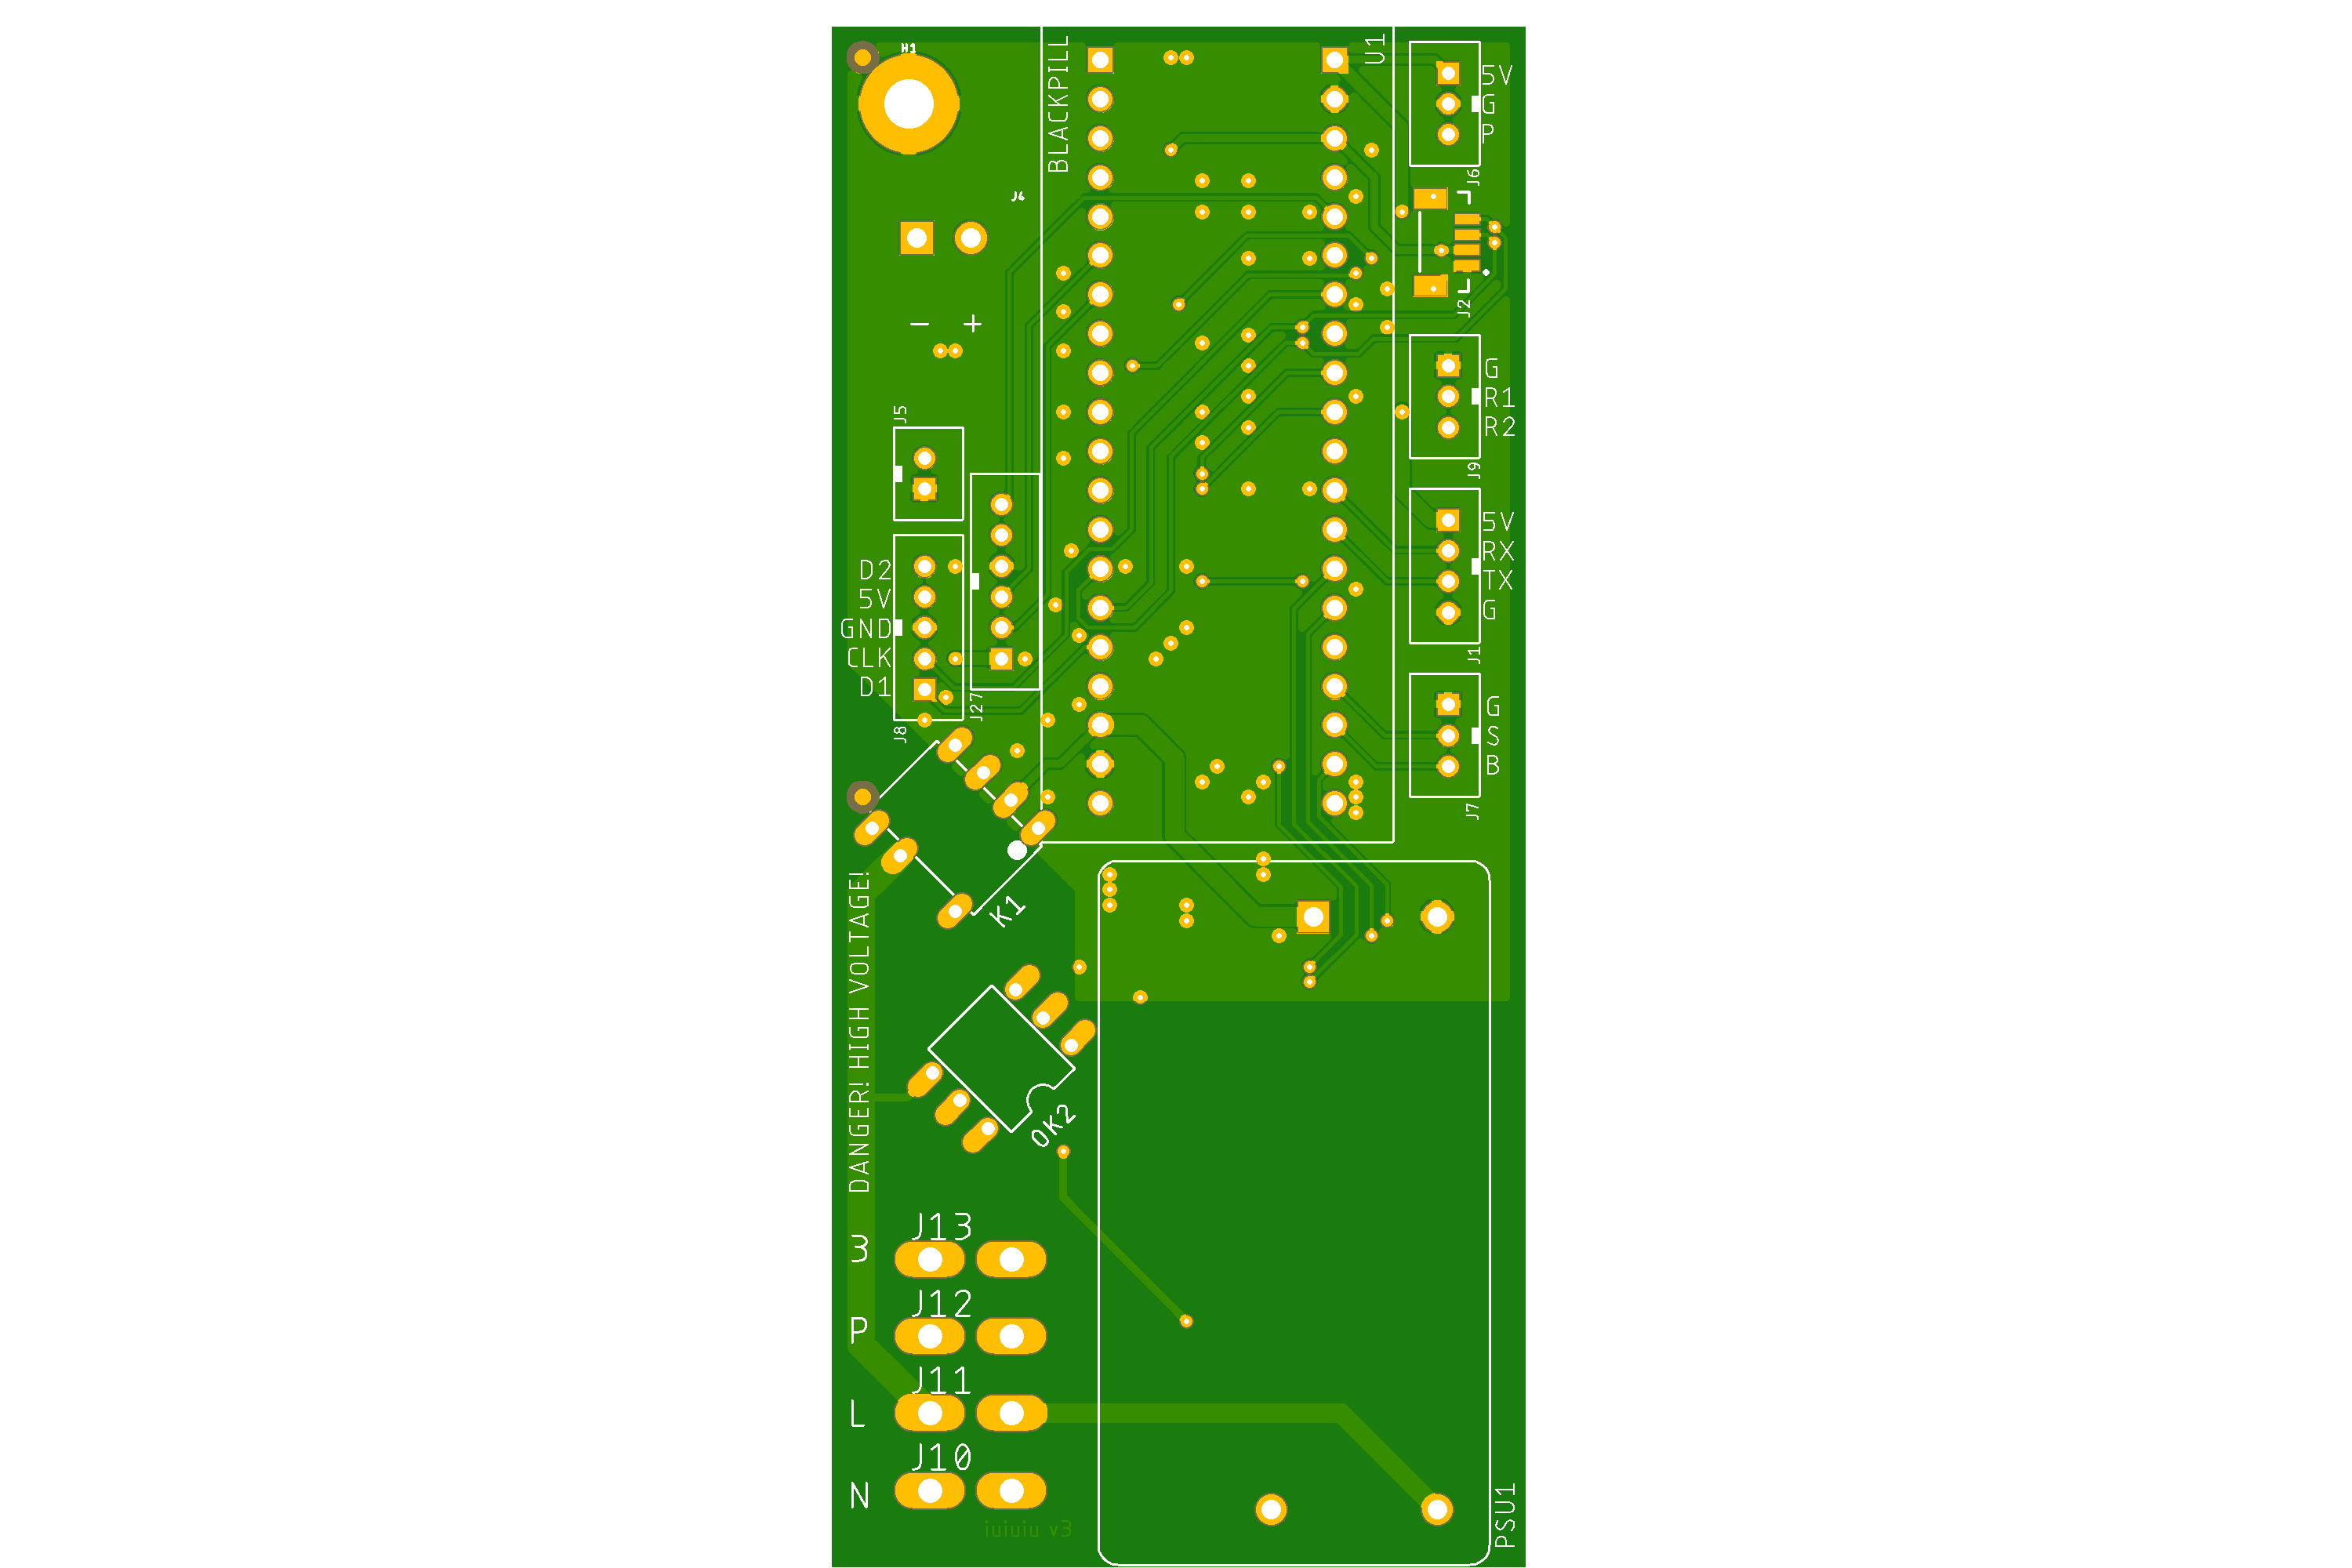 H1
BLACKPILL
U1
5V
G
P
J6
J4
J2
- +
G
R1
R2
J9
J5
5V
RX
TX
G
J1
D2
5V
GND
CLK
D1
J8
J27
G
S
B
J7
K1
DANGER! HIGH VOLTAGE!
OK2
J13
3
J12
P
J11
L
J10
N
PSU1
iuiuiu v3